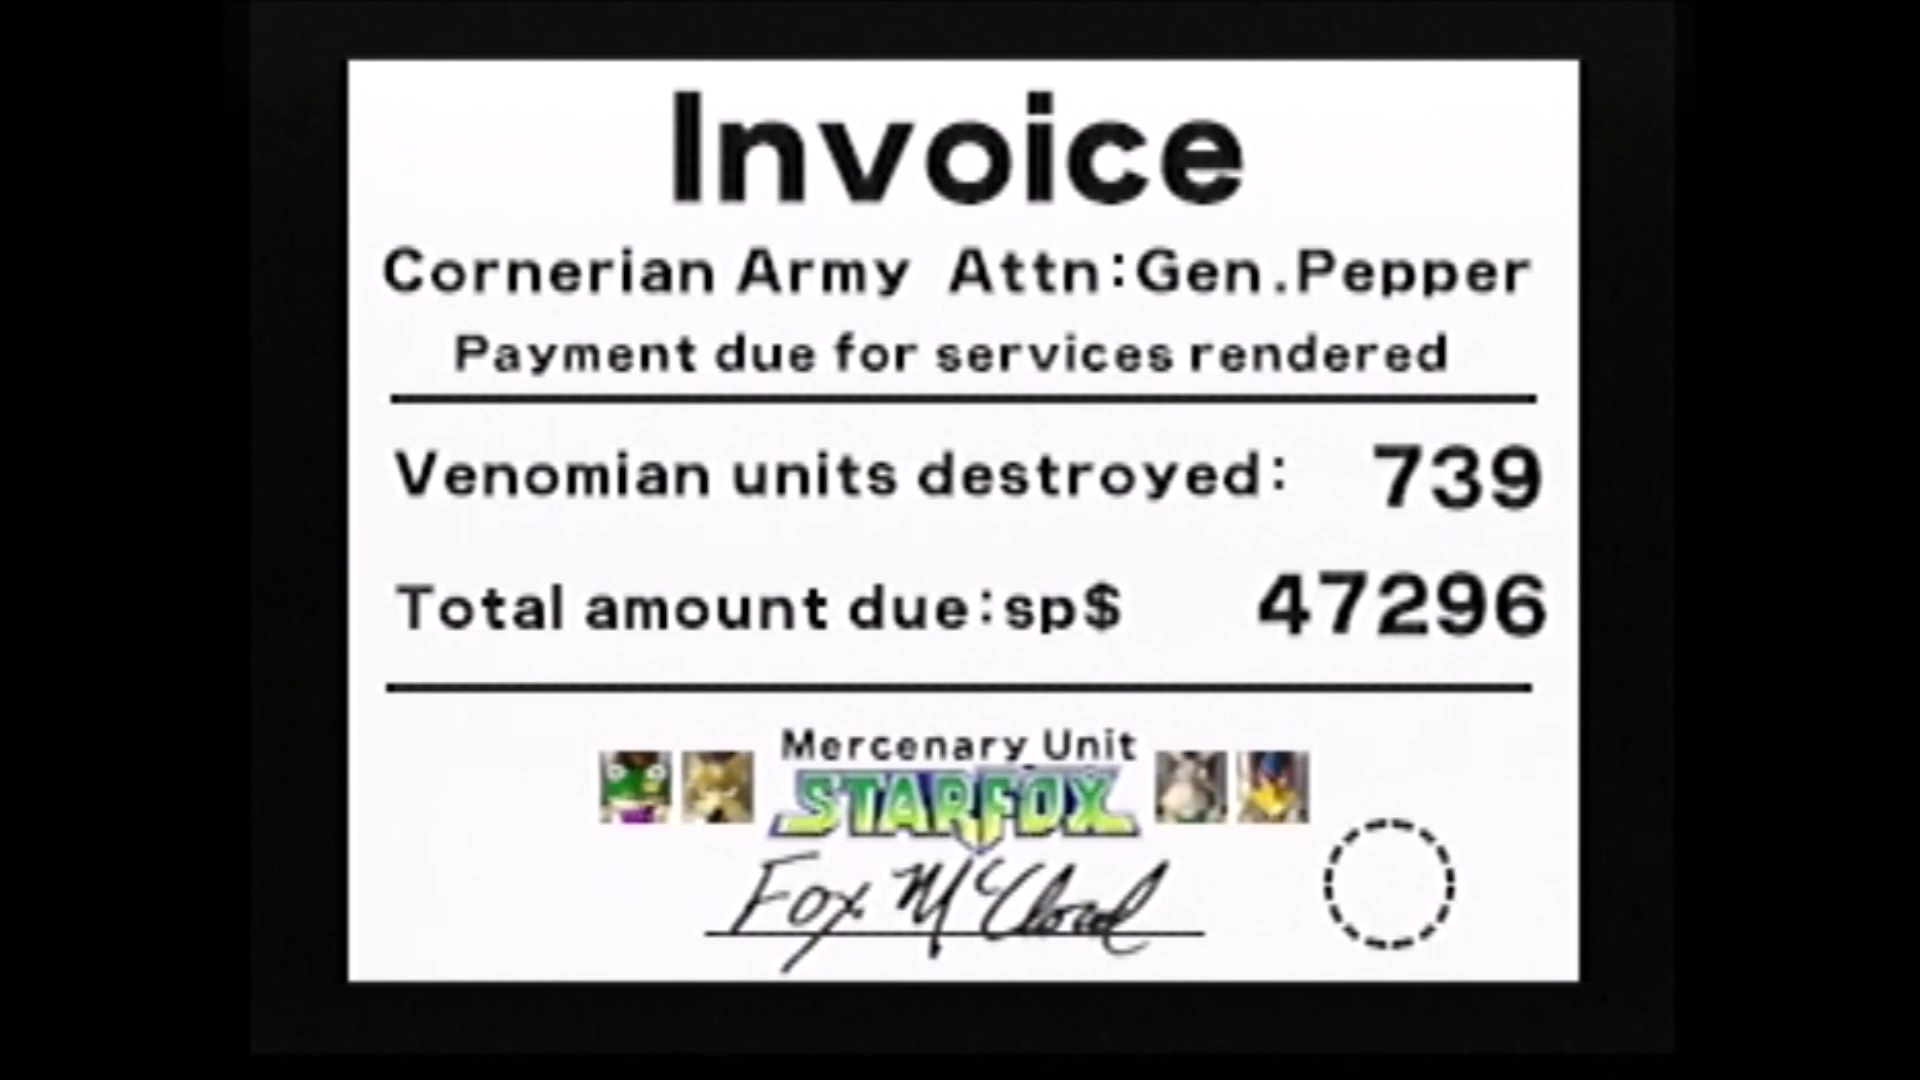 Invoice
Cornerian Army Attn:Gen.Pepper
Payment due for services rendered
Venomian units destroyed: 739
Total amount due:sp$ 47296
Mercenary Unit
STARFOX
Fox McCloud